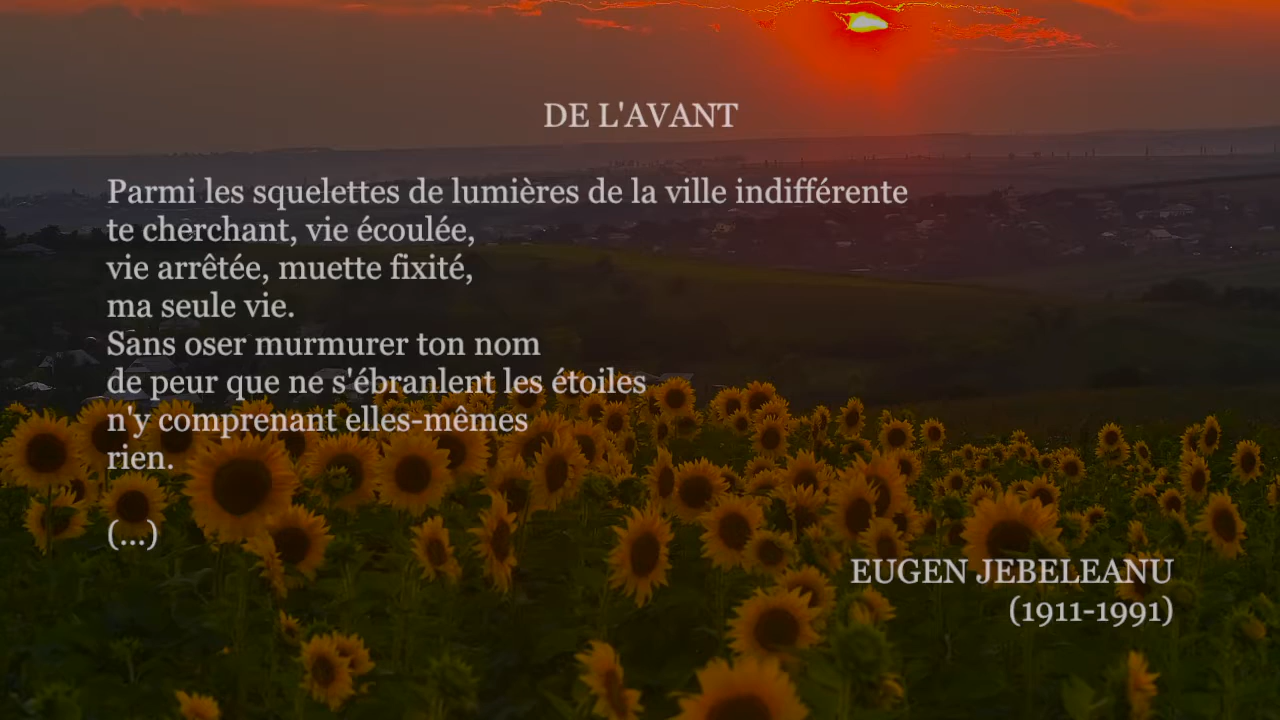 DE L'AVANT
Parmi les squelettes de lumières de la ville indifférente
te cherchant, vie écoulée,
vie arrêtée, muette fixité,
ma seule vie.
Sans oser murmurer ton nom
de peur que ne s'ébranlent les étoiles
n'y comprenant elles-mêmes
rien.
(...)
EUGEN JEBELEANU
(1911-1991)